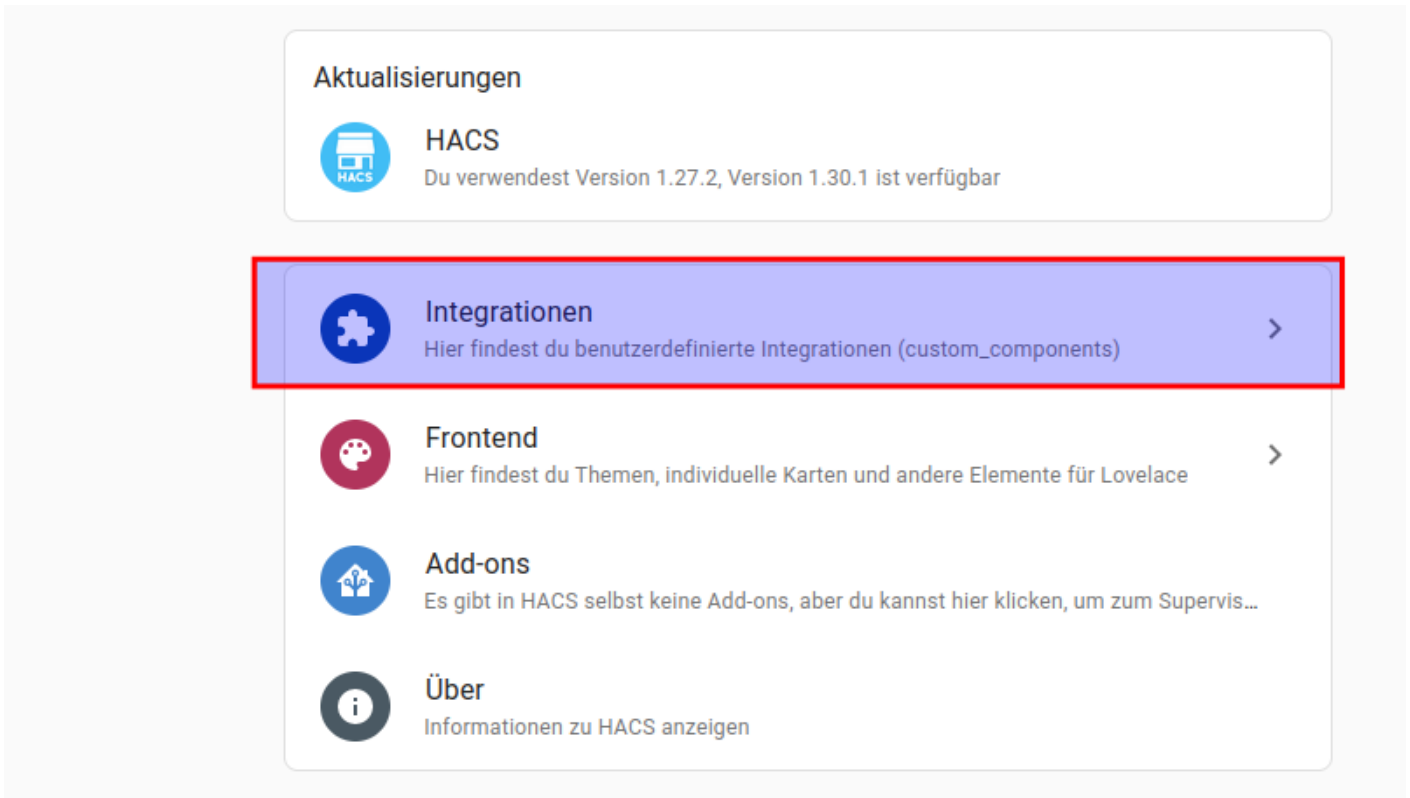 Aktualisierungen
HACS
HACS
Du verwendest Version 1.27.2, Version 1.30.1 ist verfügbar
Integrationen
Hier findest du benutzerdefinierte Integrationen (custom_components)
Frontend
Hier findest du Themen, individuelle Karten und andere Elemente für Lovelace
Add-ons
Es gibt in HACS selbst keine Add-ons, aber du kannst hier klicken, um zum Supervis...
Über
Informationen zu HACS anzeigen